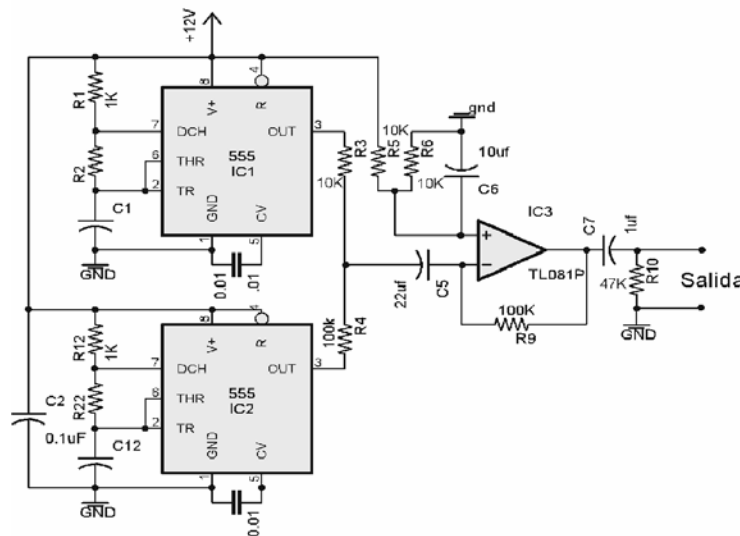 +12V
R1
1K
R2
C1
GND
7
6
2
DCH
THR
TR
8
V+
4
R
OUT
3
555
IC1
GND
CV
1
5
0.01
.01
R3
10K
10K
R5
R6
10K
gnd
10uf
C6
IC3
+
−
TL081P
22uf
C5
100K
R9
C7
1uf
47K
R10
GND
Salida
100k
R4
R12
1K
R22
C2
0.1uF
C12
GND
7
6
2
DCH
THR
TR
8
V+
4
R
OUT
3
555
IC2
GND
CV
1
5
0.01